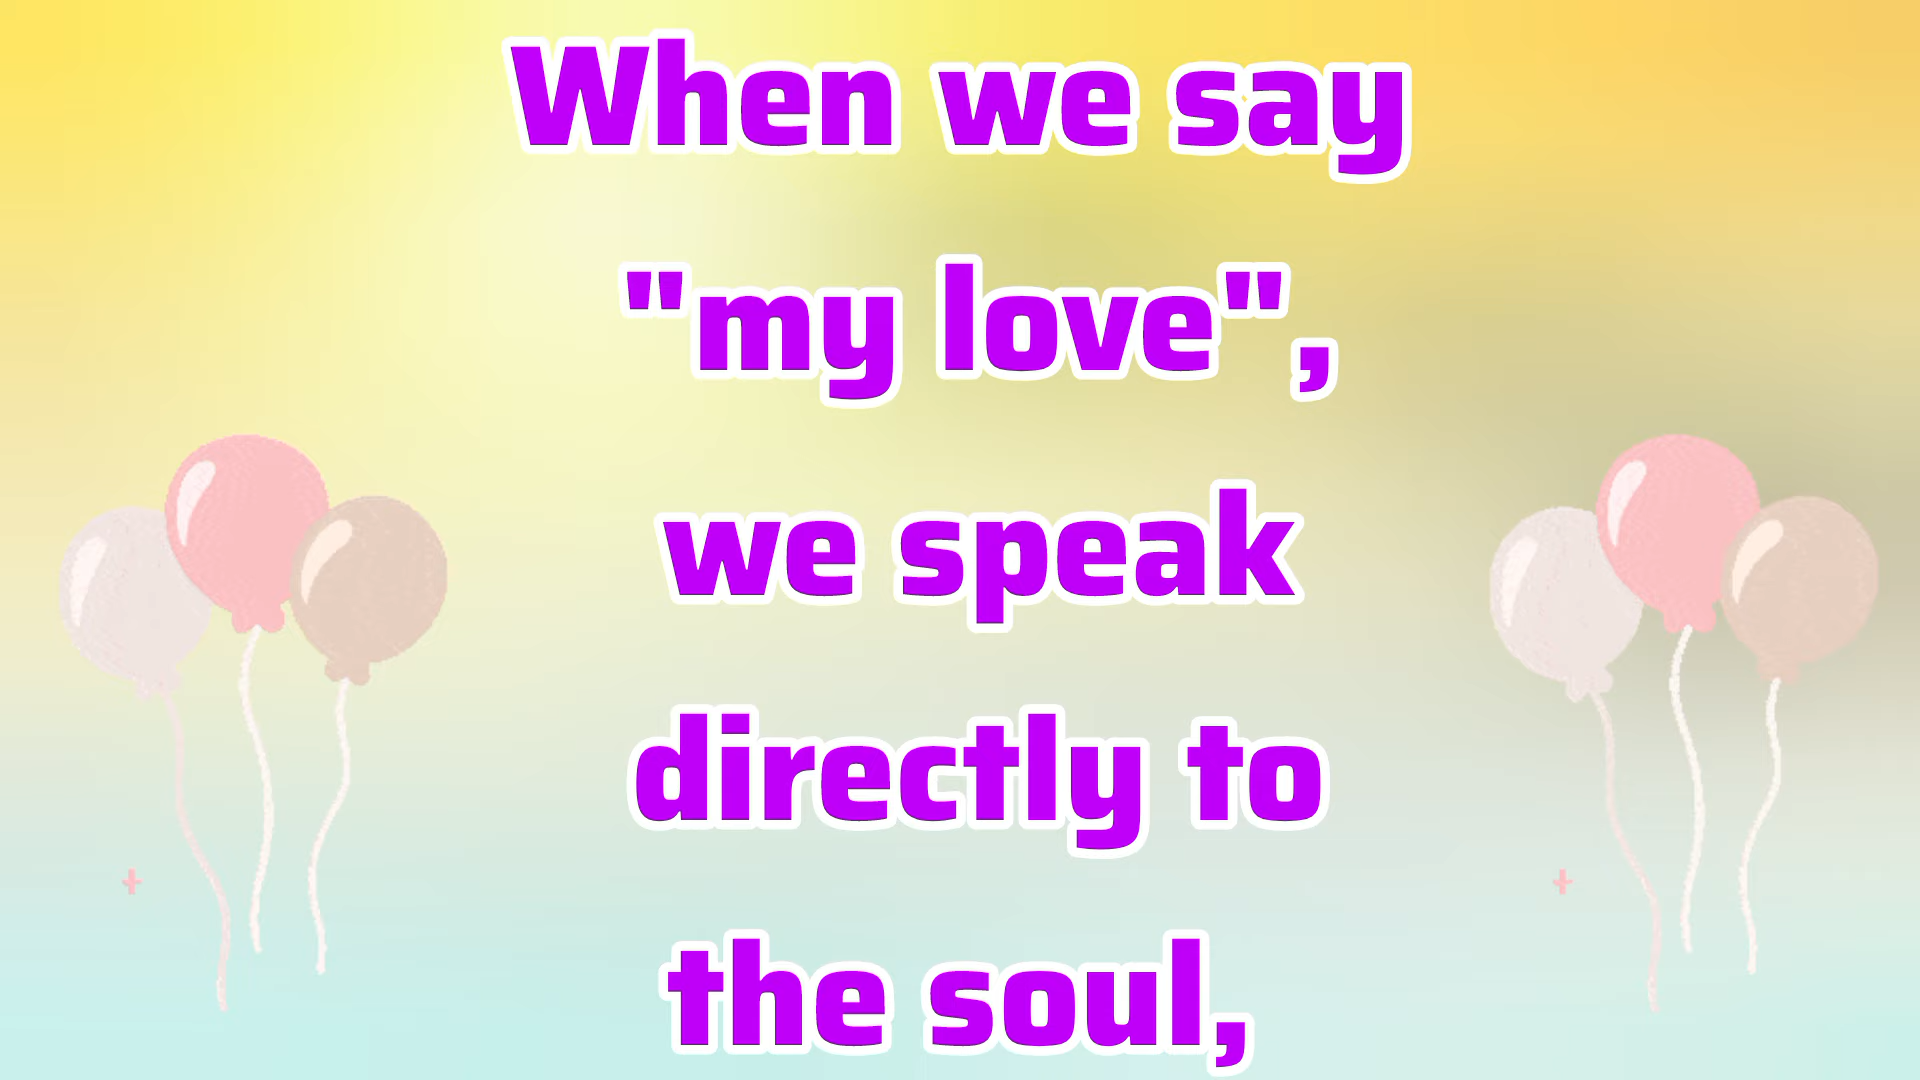 When we say
"my love",
we speak
directly to
the soul,